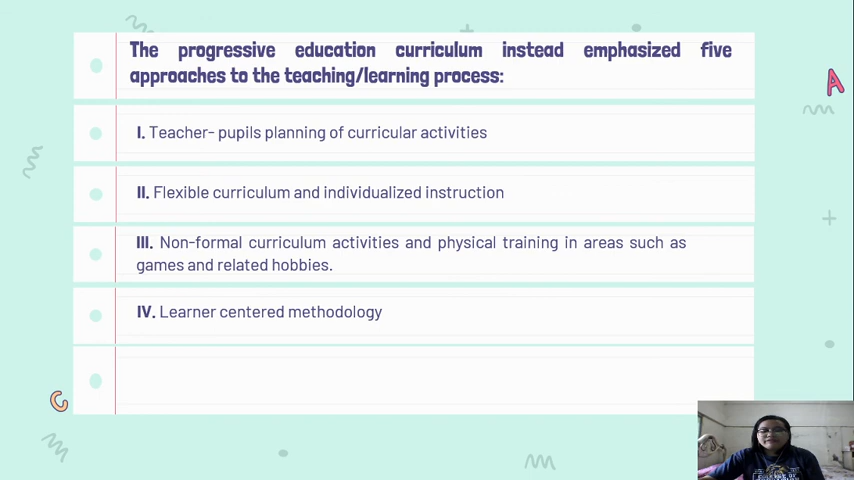 The progressive education curriculum instead emphasized five
approaches to the teaching/learning process:
A
I. Teacher- pupils planning of curricular activities
II. Flexible curriculum and individualized instruction
III. Non-formal curriculum activities and physical training in areas such as
games and related hobbies.
IV. Learner centered methodology
C